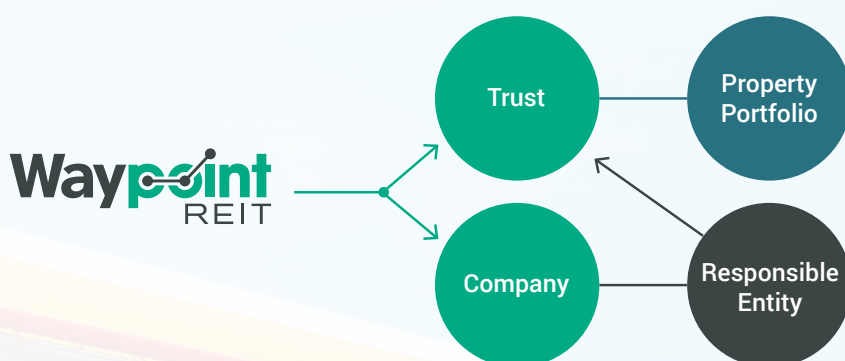 Waypoint
REIT
Trust
Property
Portfolio
Company
Responsible
Entity